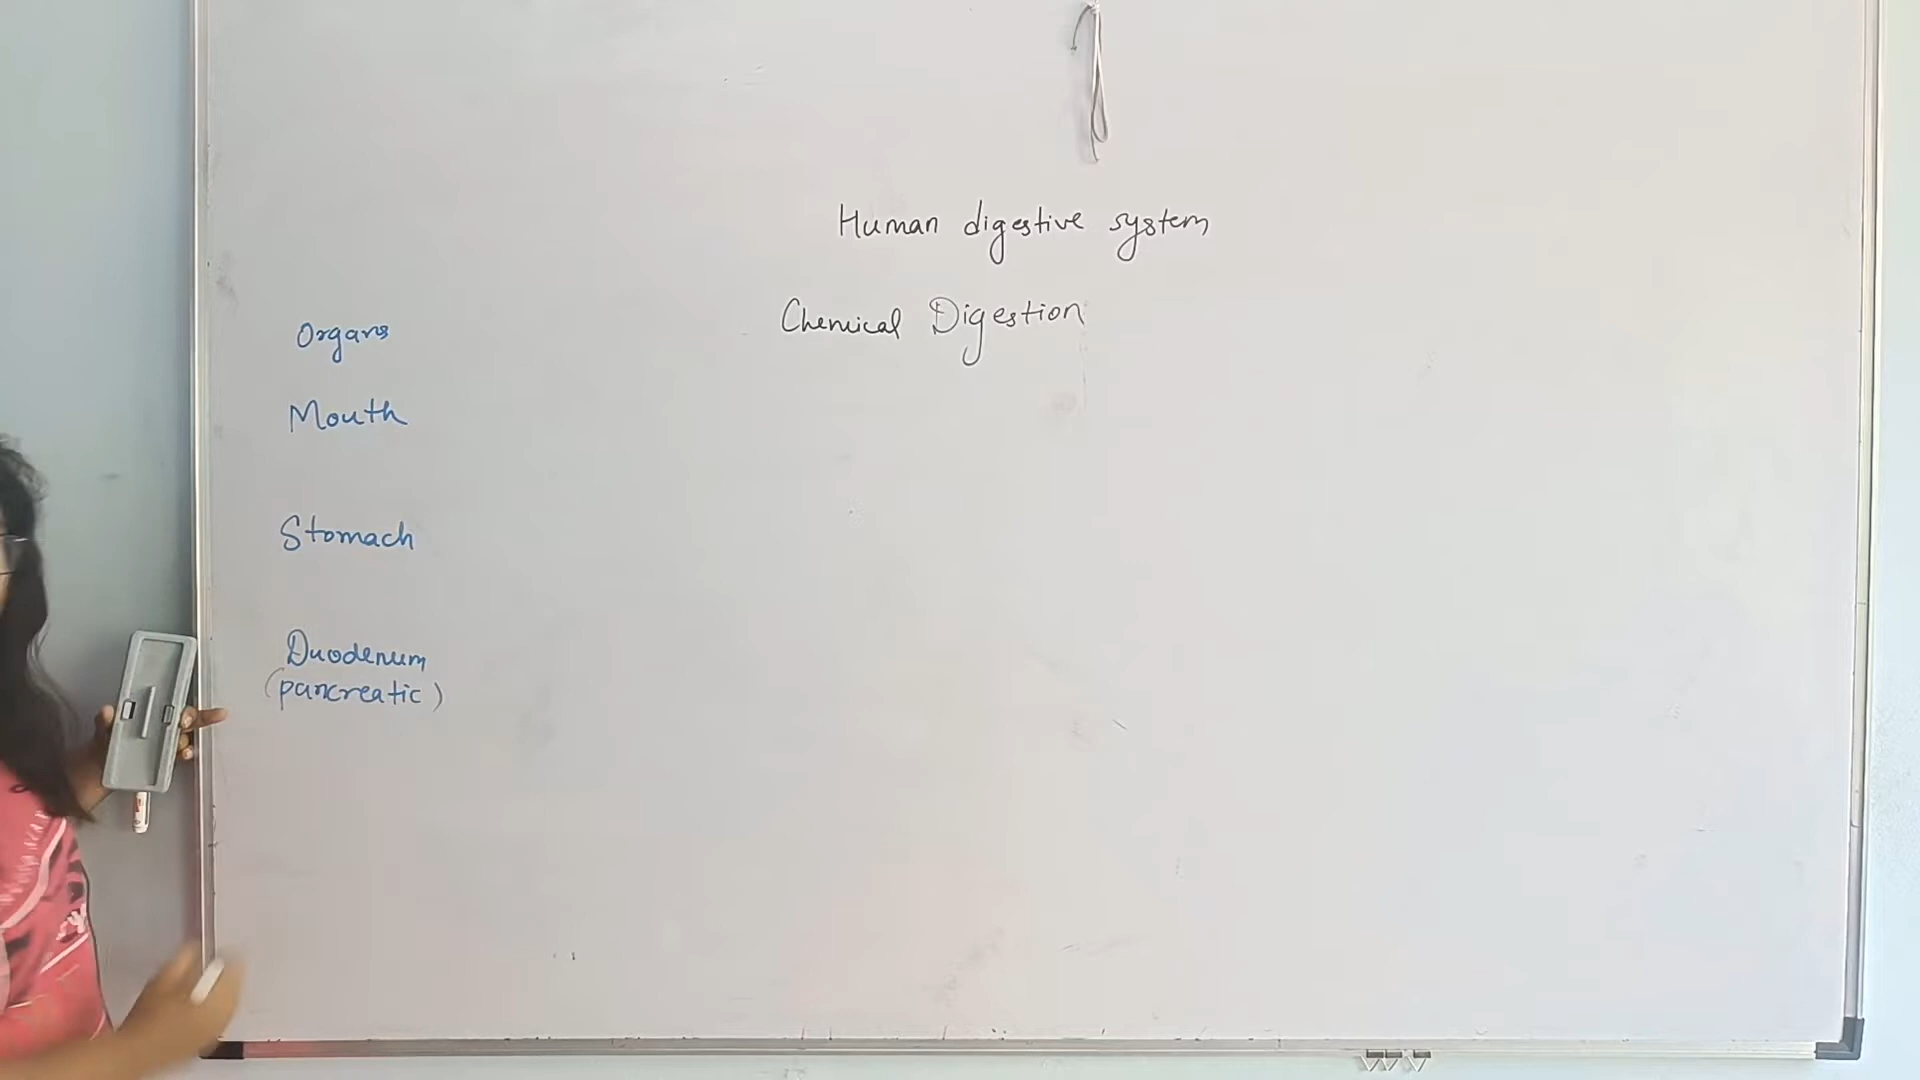 Human digestive system
Chemical Digestion
Organs
Mouth
Stomach
Duodenum
(pancreatic)